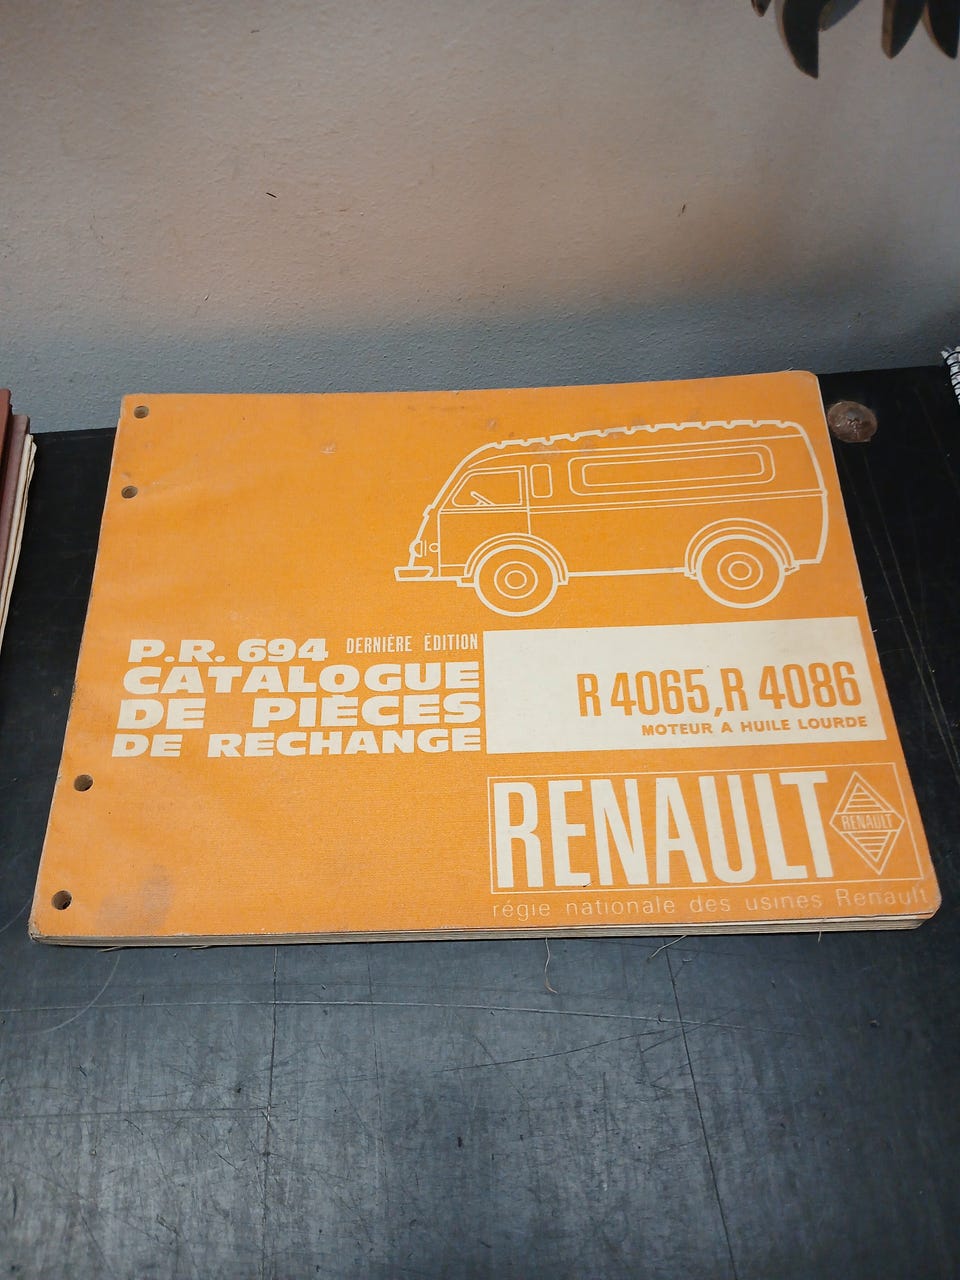 P.R. 694 DERNIÈRE ÉDITION
CATALOGUE
DE PIÈCES
DE RECHANGE
R 4065, R 4086
MOTEUR A HUILE LOURDE
RENAULT
RENAULT
régie nationale des usines Renault